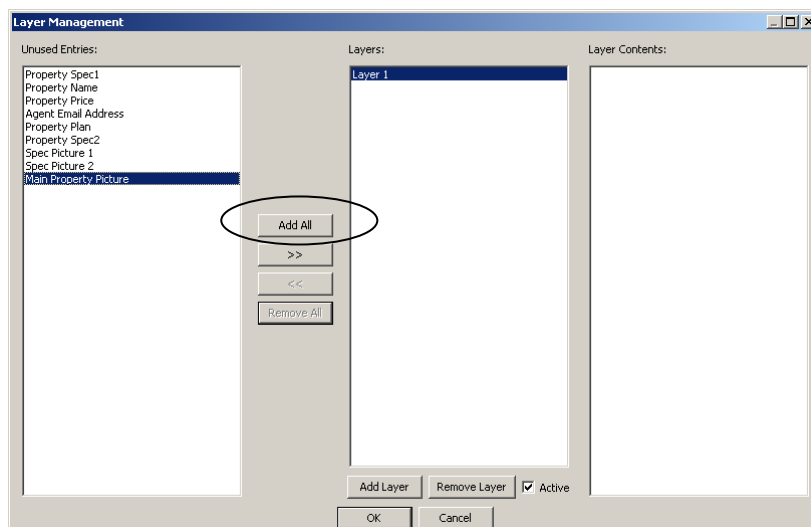 Layer Management
Unused Entries:
Layers:
Layer Contents:
Property Spec1
Property Name
Property Price
Agent Email Address
Property Plan
Property Spec2
Spec Picture 1
Spec Picture 2
Main Property Picture
Layer 1
Add All
>>
<<
Remove All
Add Layer
Remove Layer
Active
OK
Cancel